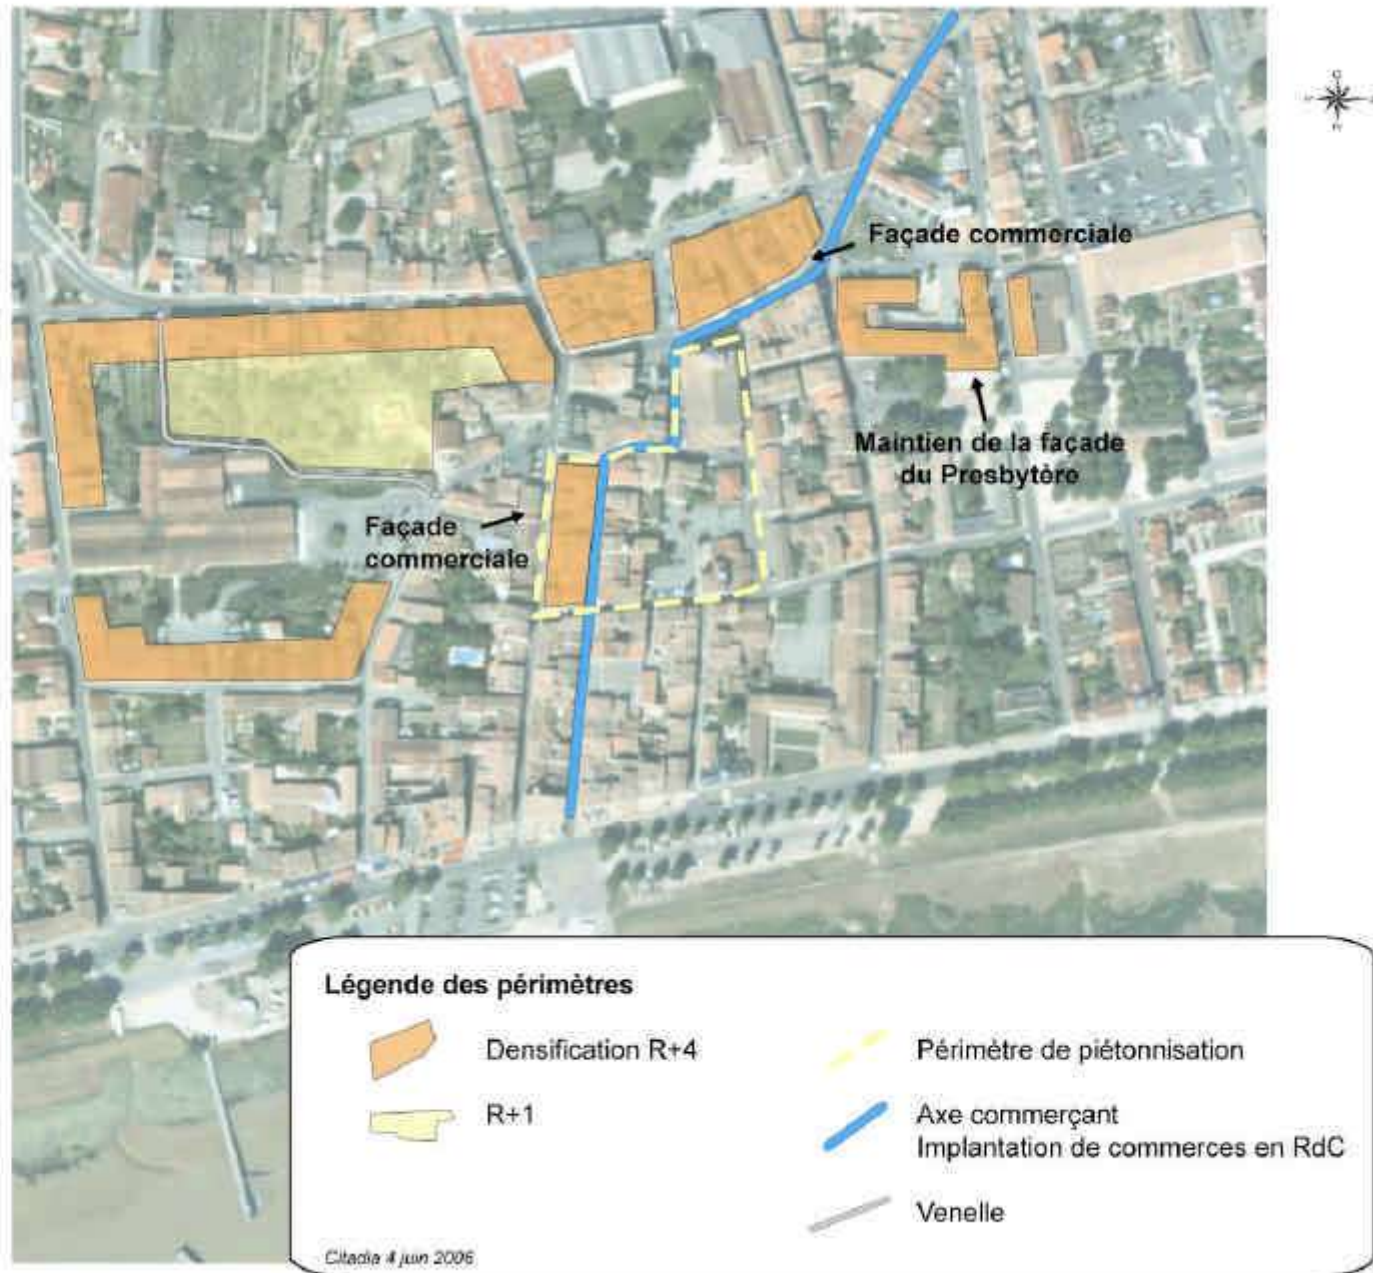 Façade commerciale
Maintien de la façade
du Presbytère
Façade
commerciale
Légende des périmètres
Densification R+4
R+1
Périmètre de piétonnisation
Axe commerçant
Implantation de commerces en RdC
Venelle
Citadia 4 juin 2006